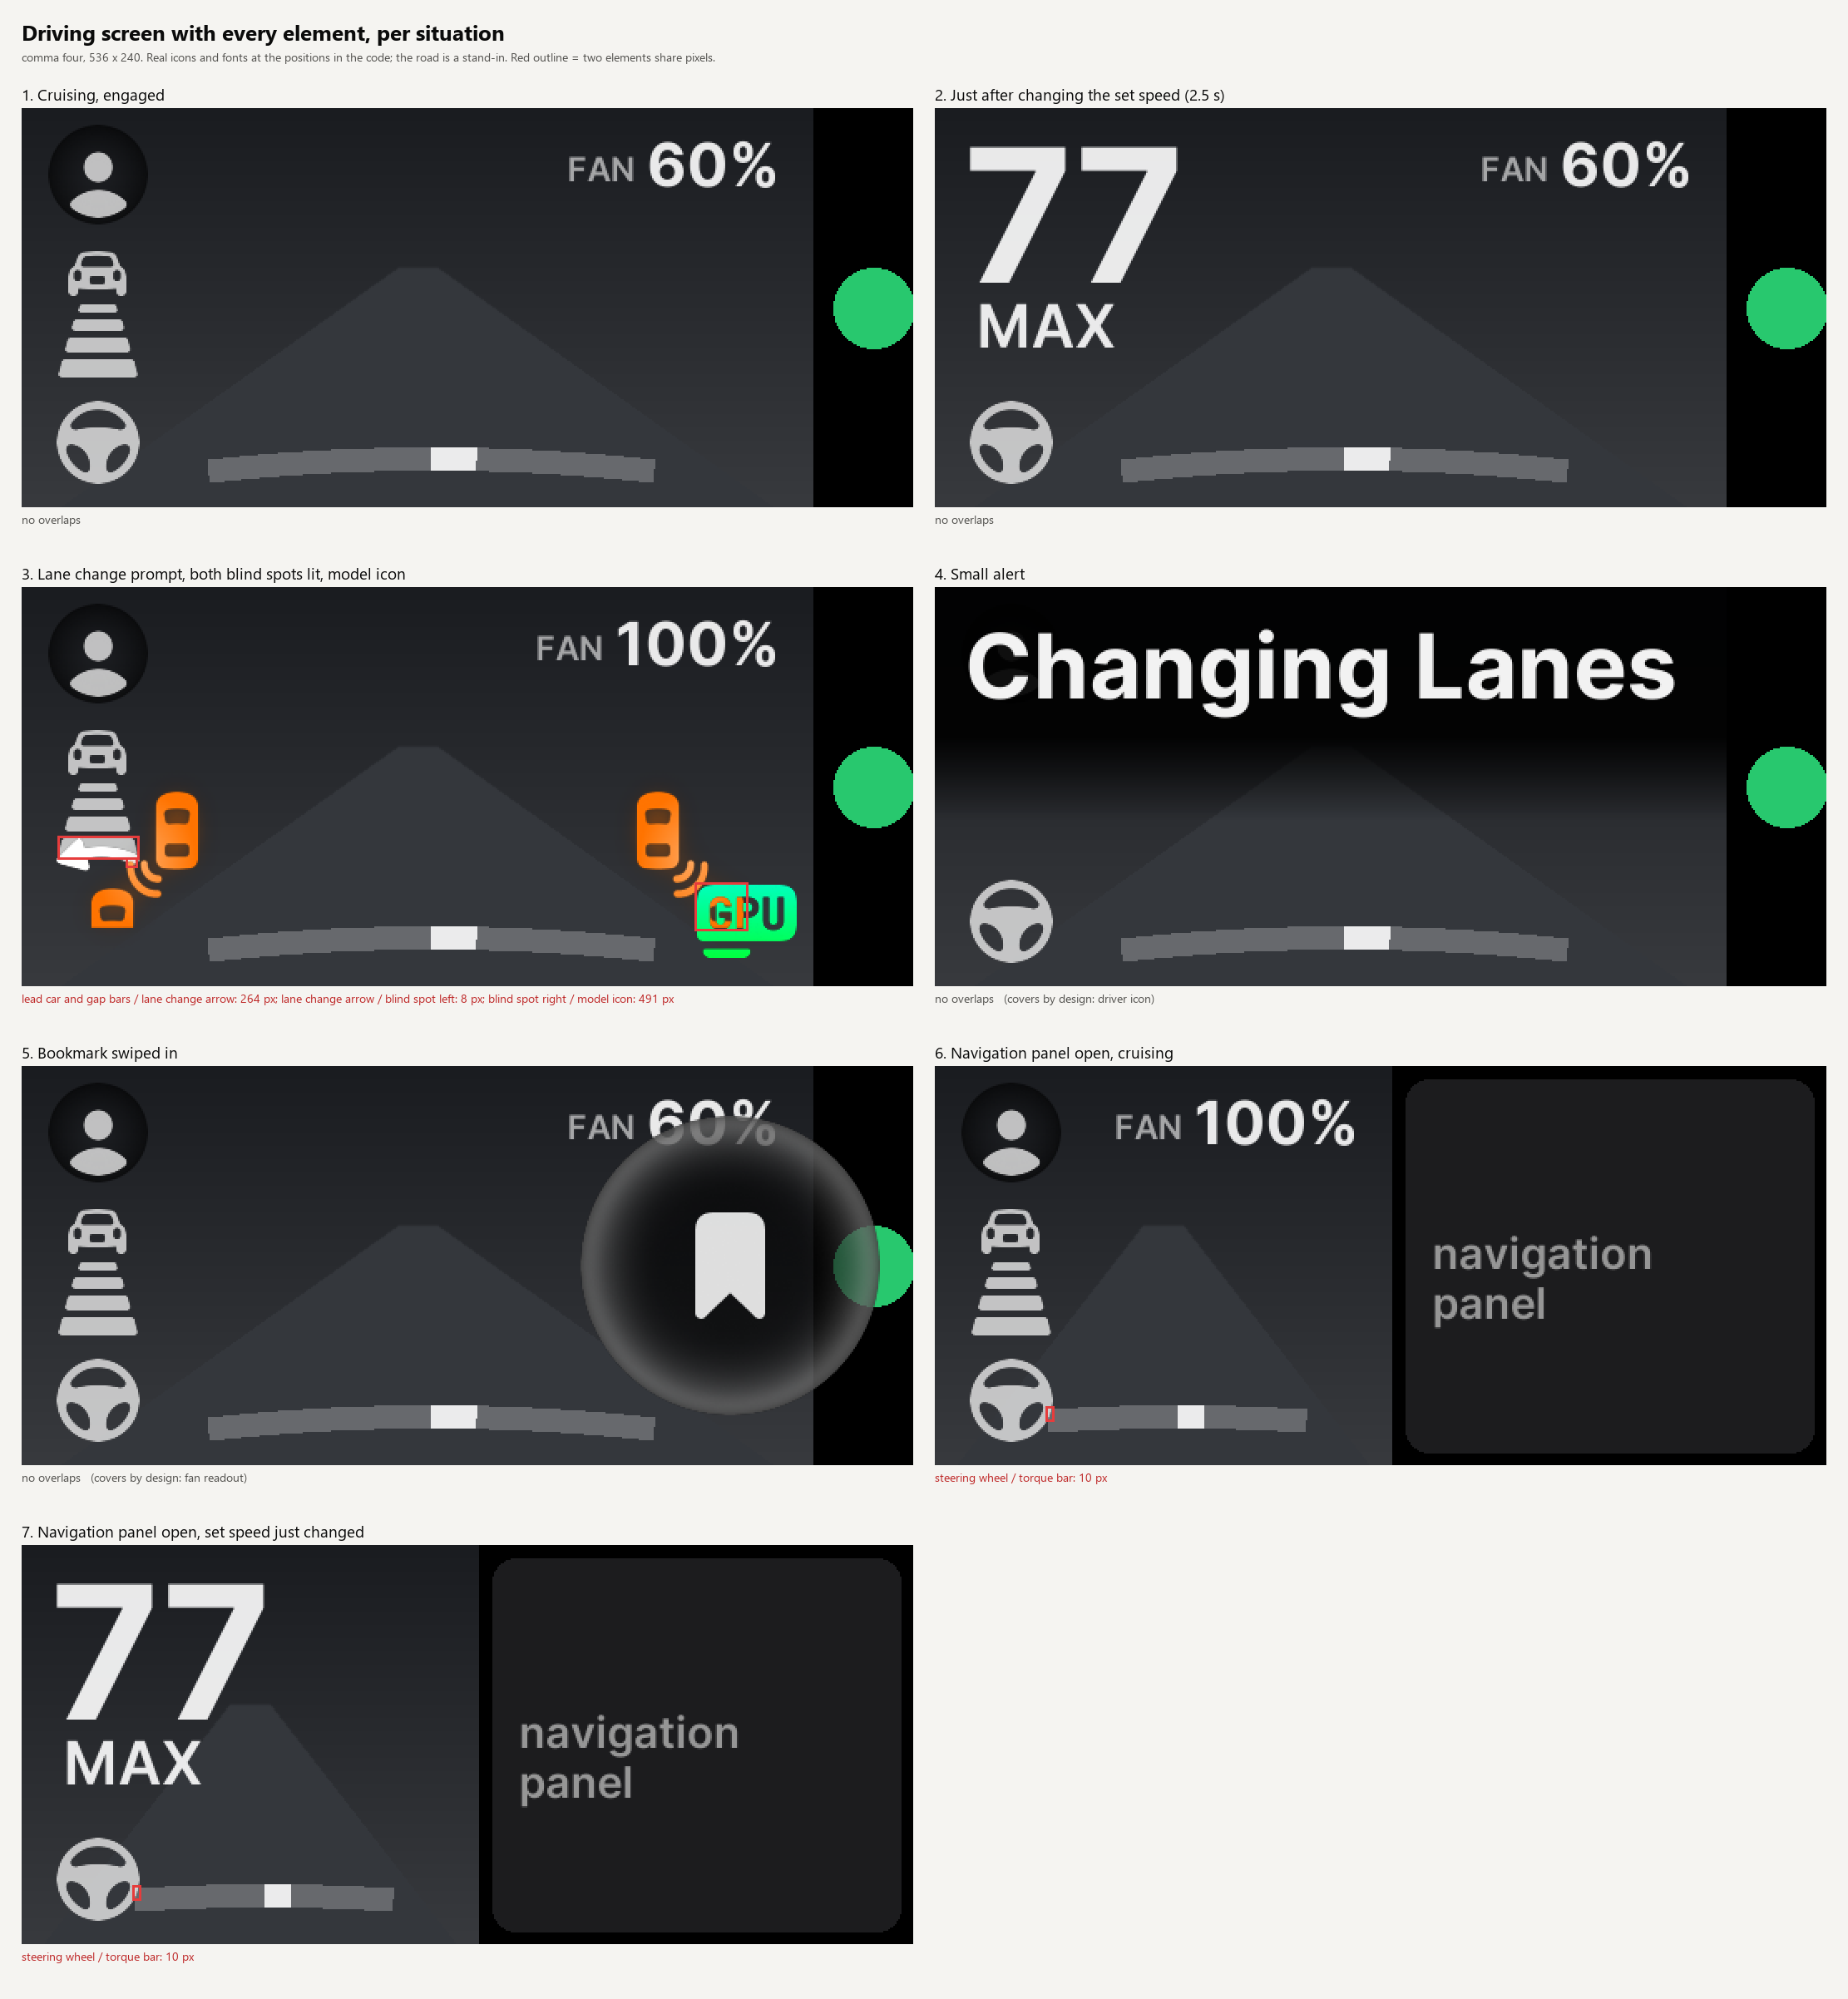 Driving screen with every element, per situation
comma four, 536 x 240. Real icons and fonts at the positions in the code; the road is a stand-in. Red outline = two elements share pixels.
1. Cruising, engaged
FAN 60%
no overlaps
2. Just after changing the set speed (2.5 s)
77
MAX
FAN 60%
no overlaps
3. Lane change prompt, both blind spots lit, model icon
FAN 100%
GPU
lead car and gap bars / lane change arrow: 264 px; lane change arrow / blind spot left: 8 px; blind spot right / model icon: 491 px
4. Small alert
Changing Lanes
no overlaps (covers by design: driver icon)
5. Bookmark swiped in
FAN 60%
no overlaps (covers by design: fan readout)
6. Navigation panel open, cruising
FAN 100%
navigation
panel
steering wheel / torque bar: 10 px
7. Navigation panel open, set speed just changed
77
MAX
navigation
panel
steering wheel / torque bar: 10 px